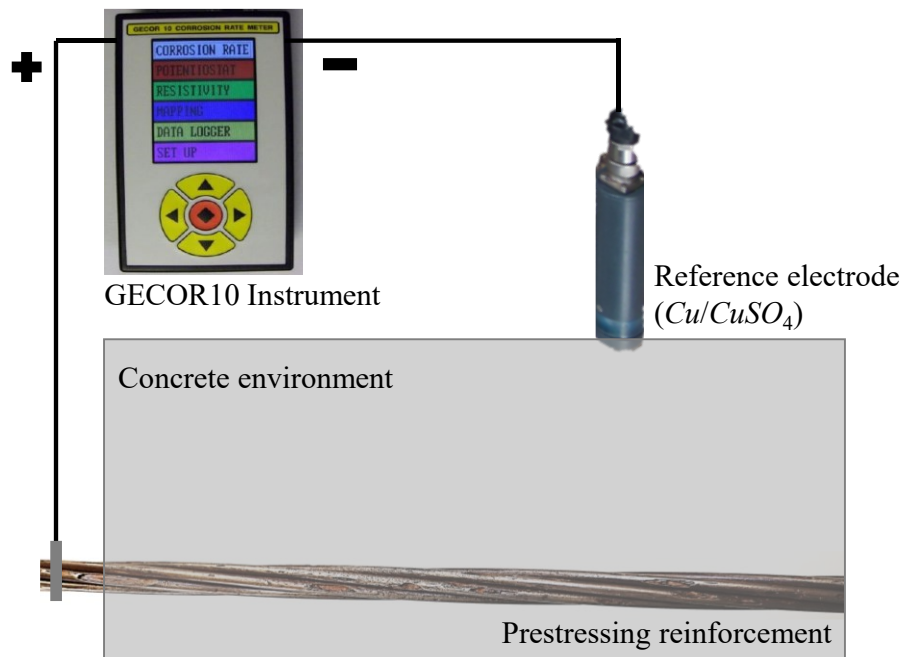 GECOR 10 CORROSION RATE METER
CORROSION RATE
POTENTIOSTAT
RESISTIVITY
MAPPING
DATA LOGGER
SET UP
+
−
GECOR10 Instrument
Reference electrode
(Cu/CuSO₄)
Concrete environment
Prestressing reinforcement